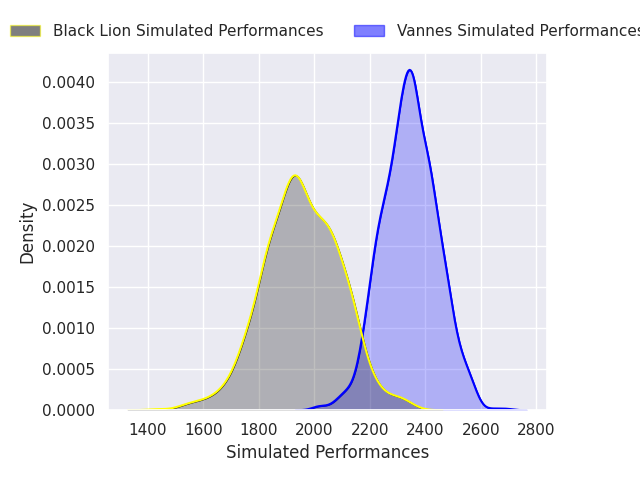 Black Lion Simulated Performances
Vannes Simulated Performances
0.0040
0.0035
0.0030
0.0025
0.0020
0.0015
0.0010
0.0005
0.0000
Density
1400 1600 1800 2000 2200 2400 2600 2800
Simulated Performances